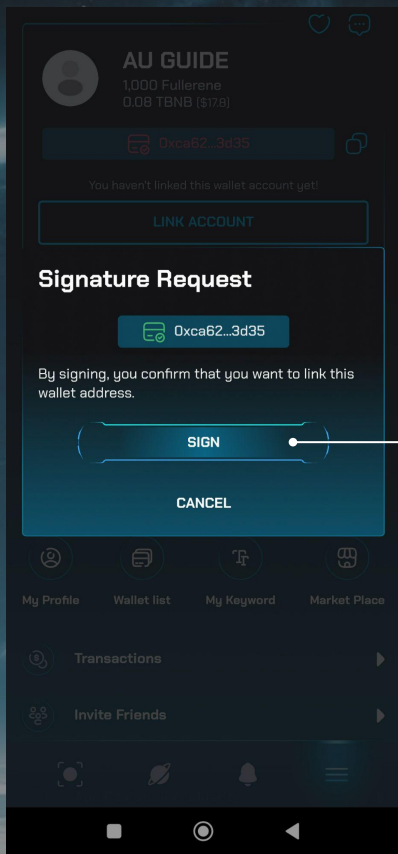 AU GUIDE
1,000 Fullerene
0.08 TBNB [$17.8]
0xca62...3d35
You haven't linked this wallet account yet!
LINK ACCOUNT
Signature Request
0xca62...3d35
By signing, you confirm that you want to link this
wallet address.
SIGN
CANCEL
My Profile Wallet list My Keyword Market Place
Transactions
Invite Friends